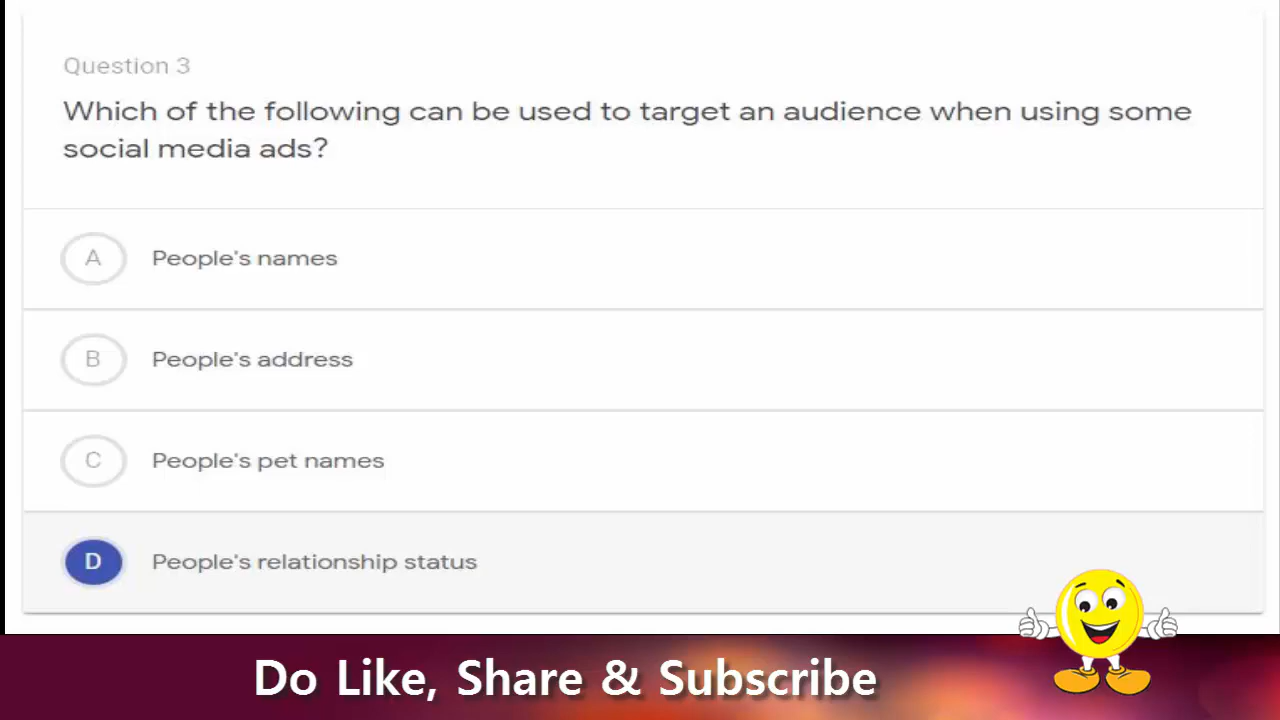 Question 3
Which of the following can be used to target an audience when using some
social media ads?
A People's names
B People's address
C People's pet names
D People's relationship status
Do Like, Share & Subscribe